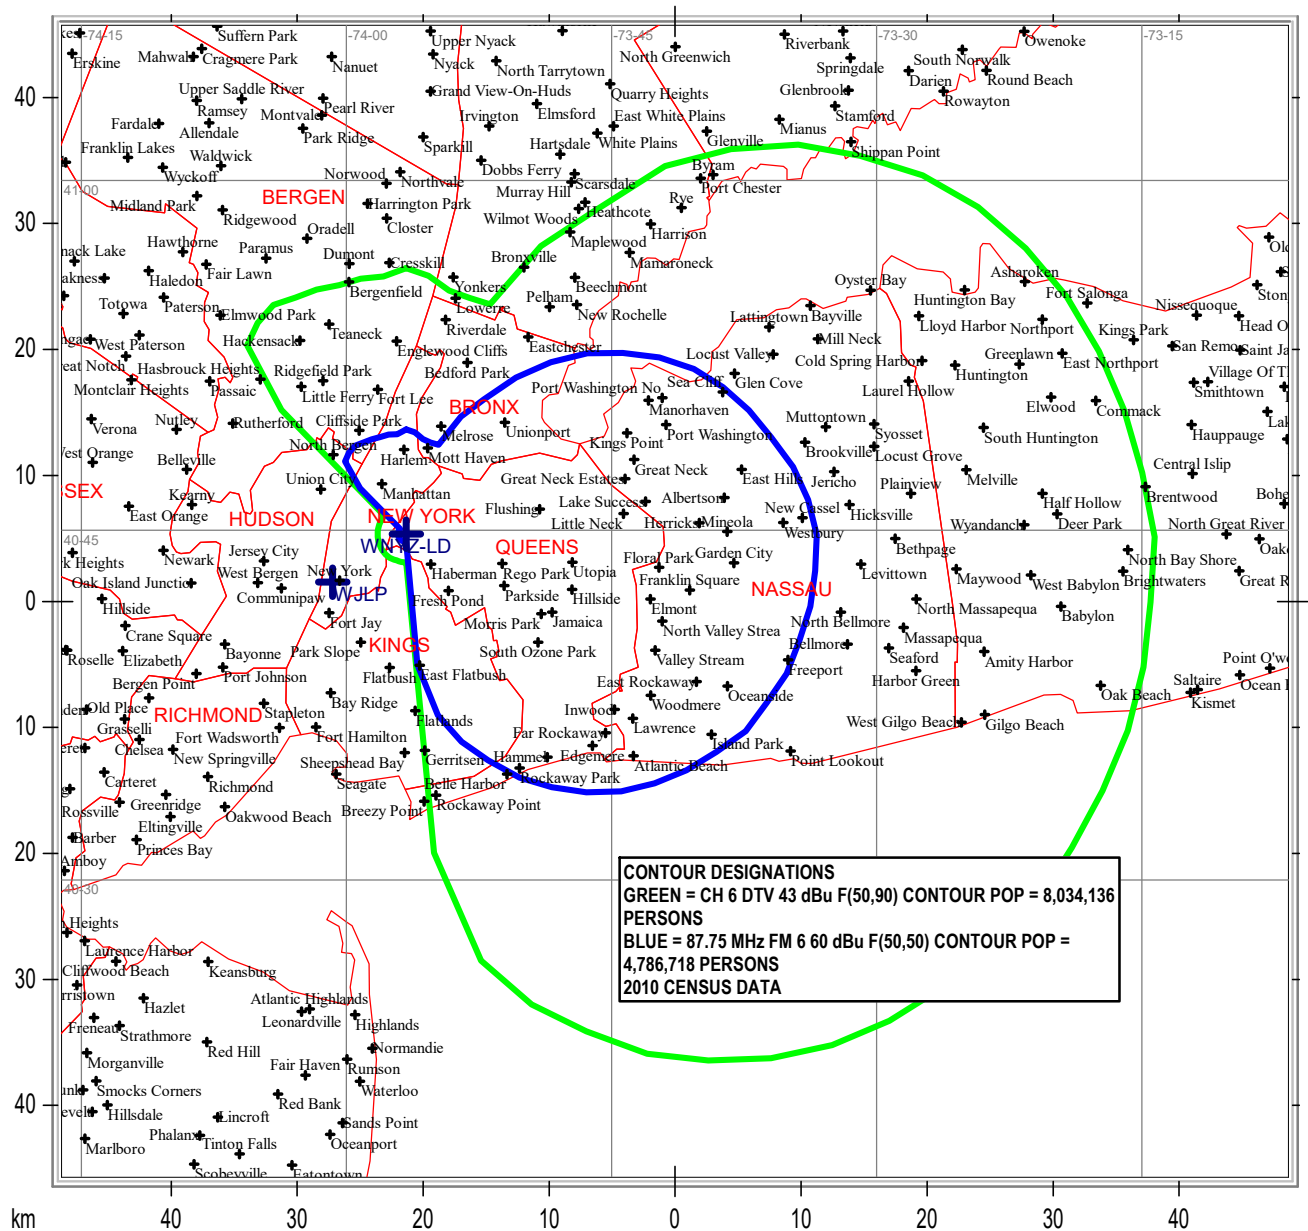 -74-15
-74-00
-73-45
-73-30
-73-15
Suffern Park
Upper Nyack
Riverbank
Owenoke
Erskine
Mahwah
Cragmere Park
Nanuet
Nyack
North Tarrytown
North Greenwich
Springdale
South Norwalk
Darien
Round Beach
Upper Saddle River
Grand View-On-Huds
Quarry Heights
Glenbrook
Rowayton
40
Ramsey
Montvale
Pearl River
Irvington
Elmsford
East White Plains
Stamford
Fardale
Allendale
Park Ridge
Sparkill
Hartsdale
White Plains
Glenville
Mianus
Franklin Lakes
Waldwick
Shippan Point
Wyckoff
Norwood
Northvale
Dobbs Ferry
Scarsdale
Byram
Port Chester
41-00
BERGEN
Murray Hill
Midland Park
Harrington Park
Heathcote
Rye
Ridgewood
Closter
Wilmot Woods
30
Oradell
Maplewood
Harrison
Hawthorne
Paramus
Fair Lawn
Dumont
Cresskill
Bronxville
Mamaroneck
Haledon
Bergenfield
Yonkers
Beechmont
Oyster Bay
Asharoken
Totowa
Paterson
Elmwood Park
Lowerre
Pelham
New Rochelle
Huntington Bay
Fort Salonga
Nissequogue
Teaneck
Riverdale
Lattingtown
Bayville
Lloyd Harbor
Northport
Kings Park
West Paterson
Hackensack
Englewood Cliffs
Eastchester
Mill Neck
20
Hasbrouck Heights
Ridgefield Park
Bedford Park
Locust Valley
Cold Spring Harbor
Greenlawn
East Northport
San Remo
Montclair Heights
Passaic
Little Ferry
Fort Lee
Port Washington No
Sea Cliff
Glen Cove
Laurel Hollow
Huntington
Smithtown
Verona
Nutley
Rutherford
Cliffside Park
BRONX
Manorhaven
Elwood
Commack
Melrose
Unionport
Kings Point
Port Washington
Muttontown
Syosset
South Huntington
Hauppauge
Belleville
North Bergen
Harlem
Mott Haven
Great Neck
Brookville
Locust Grove
Central Islip
10
Kearny
Union City
Manhattan
Great Neck Estates
East Hills
Jericho
Plainview
Melville
Brentwood
East Orange
Flushing
Lake Success
Albertson
New Cassel
Hicksville
Half Hollow
HUDSON
NEW YORK
Little Neck
Herricks
Mineola
Westbury
Wyandanch
Deer Park
North Great River
40-45
WNYZ-LD
QUEENS
Garden City
Bethpage
North Bay Shore
Newark
Jersey City
Haberman
Rego Park
Utopia
Floral Park
Levittown
Maywood
West Babylon
Brightwaters
Oak Island Junction
West Bergen
New York
WJLP
Parkside
Franklin Square
NASSAU
0
Hillside
Communipaw
Fresh Pond
Hillside
Elmont
North Massapequa
Babylon
Crane Square
Fort Jay
Morris Park
Jamaica
North Valley Strea
North Bellmore
Massapequa
Roselle
Elizabeth
Bayonne
Park Slope
KINGS
South Ozone Park
Valley Stream
Bellmore
Seaford
Amity Harbor
Bergen Point
Port Johnson
Flatbush
East Flatbush
East Rockaway
Freeport
Harbor Green
Saltaire
Old Place
RICHMOND
Stapleton
Bay Ridge
Flatlands
Woodmere
Oceanside
Oak Beach
Kismet
10
Grasselli
Fort Wadsworth
Fort Hamilton
Inwood
Lawrence
West Gilgo Beach
Gilgo Beach
Chelsea
New Springville
Sheepshead Bay
Gerritsen
Far Rockaway
Island Park
Hammel
Edgemere
Atlantic Beach
Point Lookout
Carteret
Richmond
Seagate
Belle Harbor
Rockaway Park
Rossville
Greenridge
Oakwood Beach
Breezy Point
Rockaway Point
Eltingville
Barber
Princes Bay
20
40-30
CONTOUR DESIGNATIONS
GREEN = CH 6 DTV 43 dBu F(50,90) CONTOUR POP = 8,034,136
PERSONS
BLUE = 87.75 MHz FM 6 60 dBu F(50,50) CONTOUR POP =
4,786,718 PERSONS
2010 CENSUS DATA
Laurence Harbor
Cliffwood Beach
Keansburg
30
Hazlet
Atlantic Highlands
Leonardville
Highlands
Freneau
Strathmore
Red Hill
Normandie
Morganville
Fair Haven
Rumson
Smocks Corners
Waterloo
Red Bank
40
Hillsdale
Lincroft
Sands Point
Phalanx
Tinton Falls
Oceanport
Marlboro
Scobeyville
Eatontown
km
40
30
20
10
0
10
20
30
40